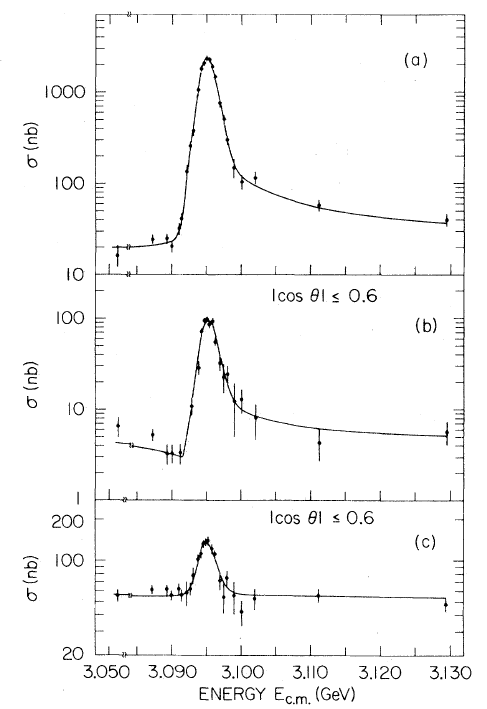 (a)
1000
σ (nb)
100
10
|cos θ| ≤ 0.6
(b)
100
σ (nb)
10
1
|cos θ| ≤ 0.6
200
(c)
100
σ (nb)
20
3.050 3.090 3.100 3.110 3.120 3.130
ENERGY Ec.m. (GeV)